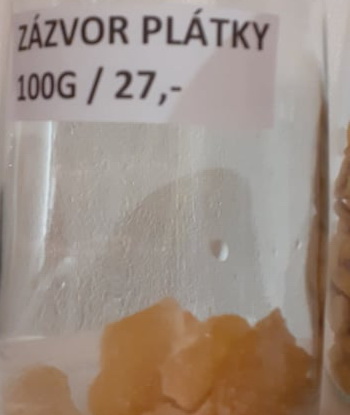 ZÁZVOR PLÁTKY
100G / 27,-